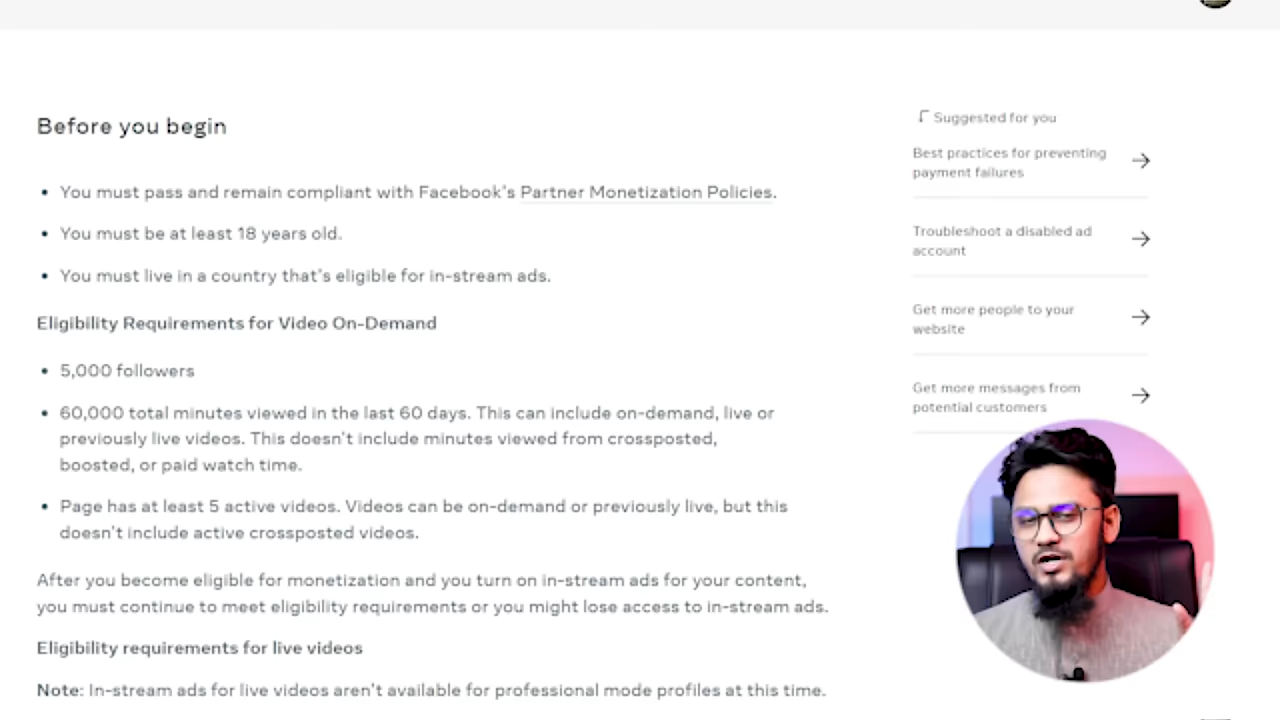 Before you begin
You must pass and remain compliant with Facebook's Partner Monetization Policies.
You must be at least 18 years old.
You must live in a country that's eligible for in-stream ads.
Eligibility Requirements for Video On-Demand
5,000 followers
60,000 total minutes viewed in the last 60 days. This can include on-demand, live or
previously live videos. This doesn't include minutes viewed from crossposted,
boosted, or paid watch time.
Page has at least 5 active videos. Videos can be on-demand or previously live, but this
doesn't include active crossposted videos.
After you become eligible for monetization and you turn on in-stream ads for your content,
you must continue to meet eligibility requirements or you might lose access to in-stream ads.
Eligibility requirements for live videos
Note: In-stream ads for live videos aren't available for professional mode profiles at this time.
Suggested for you
Best practices for preventing
payment failures
Troubleshoot a disabled ad
account
Get more people to your
website
Get more messages from
potential customers